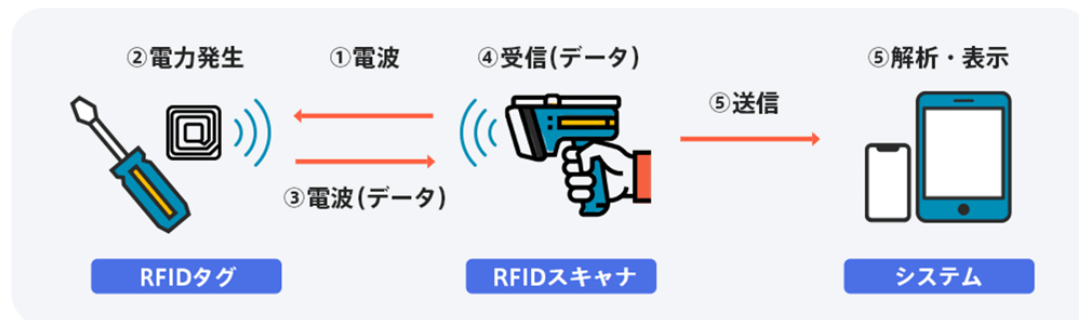 ②電力発生
①電波
④受信(データ)
⑤解析・表示
⑤送信
③電波(データ)
RFIDタグ
RFIDスキャナ
システム